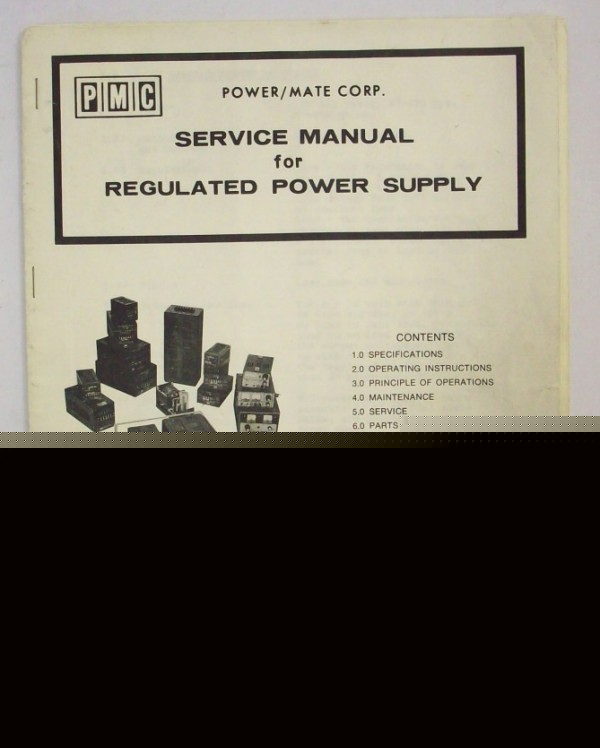 PMC
POWER/MATE CORP.
SERVICE MANUAL
for
REGULATED POWER SUPPLY
CONTENTS
1.0 SPECIFICATIONS
2.0 OPERATING INSTRUCTIONS
3.0 PRINCIPLE OF OPERATIONS
4.0 MAINTENANCE
5.0 SERVICE
6.0 PARTS